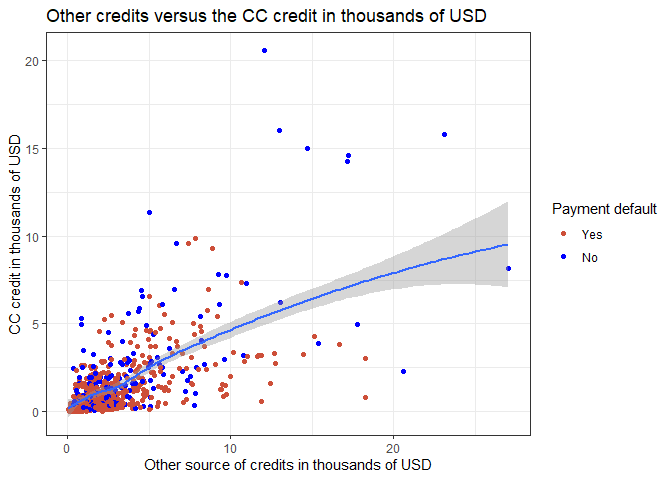 Other credits versus the CC credit in thousands of USD
CC credit in thousands of USD
20
15
10
5
0
0
10
20
Other source of credits in thousands of USD
Payment default
Yes
No